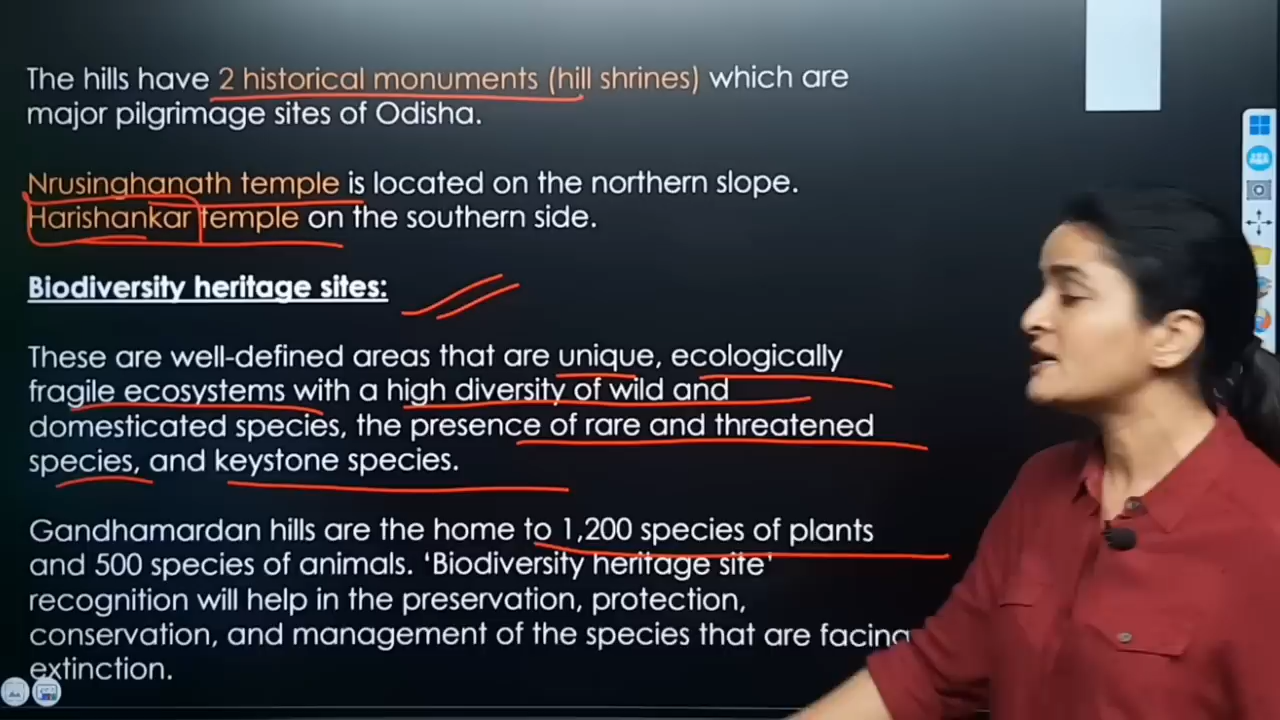 The hills have 2 historical monuments (hill shrines) which are
major pilgrimage sites of Odisha.
Nrusinghanath temple is located on the northern slope.
Harishankar temple on the southern side.
Biodiversity heritage sites:
These are well-defined areas that are unique, ecologically
fragile ecosystems with a high diversity of wild and
domesticated species, the presence of rare and threatened
species, and keystone species.
Gandhamardan hills are the home to 1,200 species of plants
and 500 species of animals. ‘Biodiversity heritage site’
recognition will help in the preservation, protection,
conservation, and management of the species that are facing
extinction.